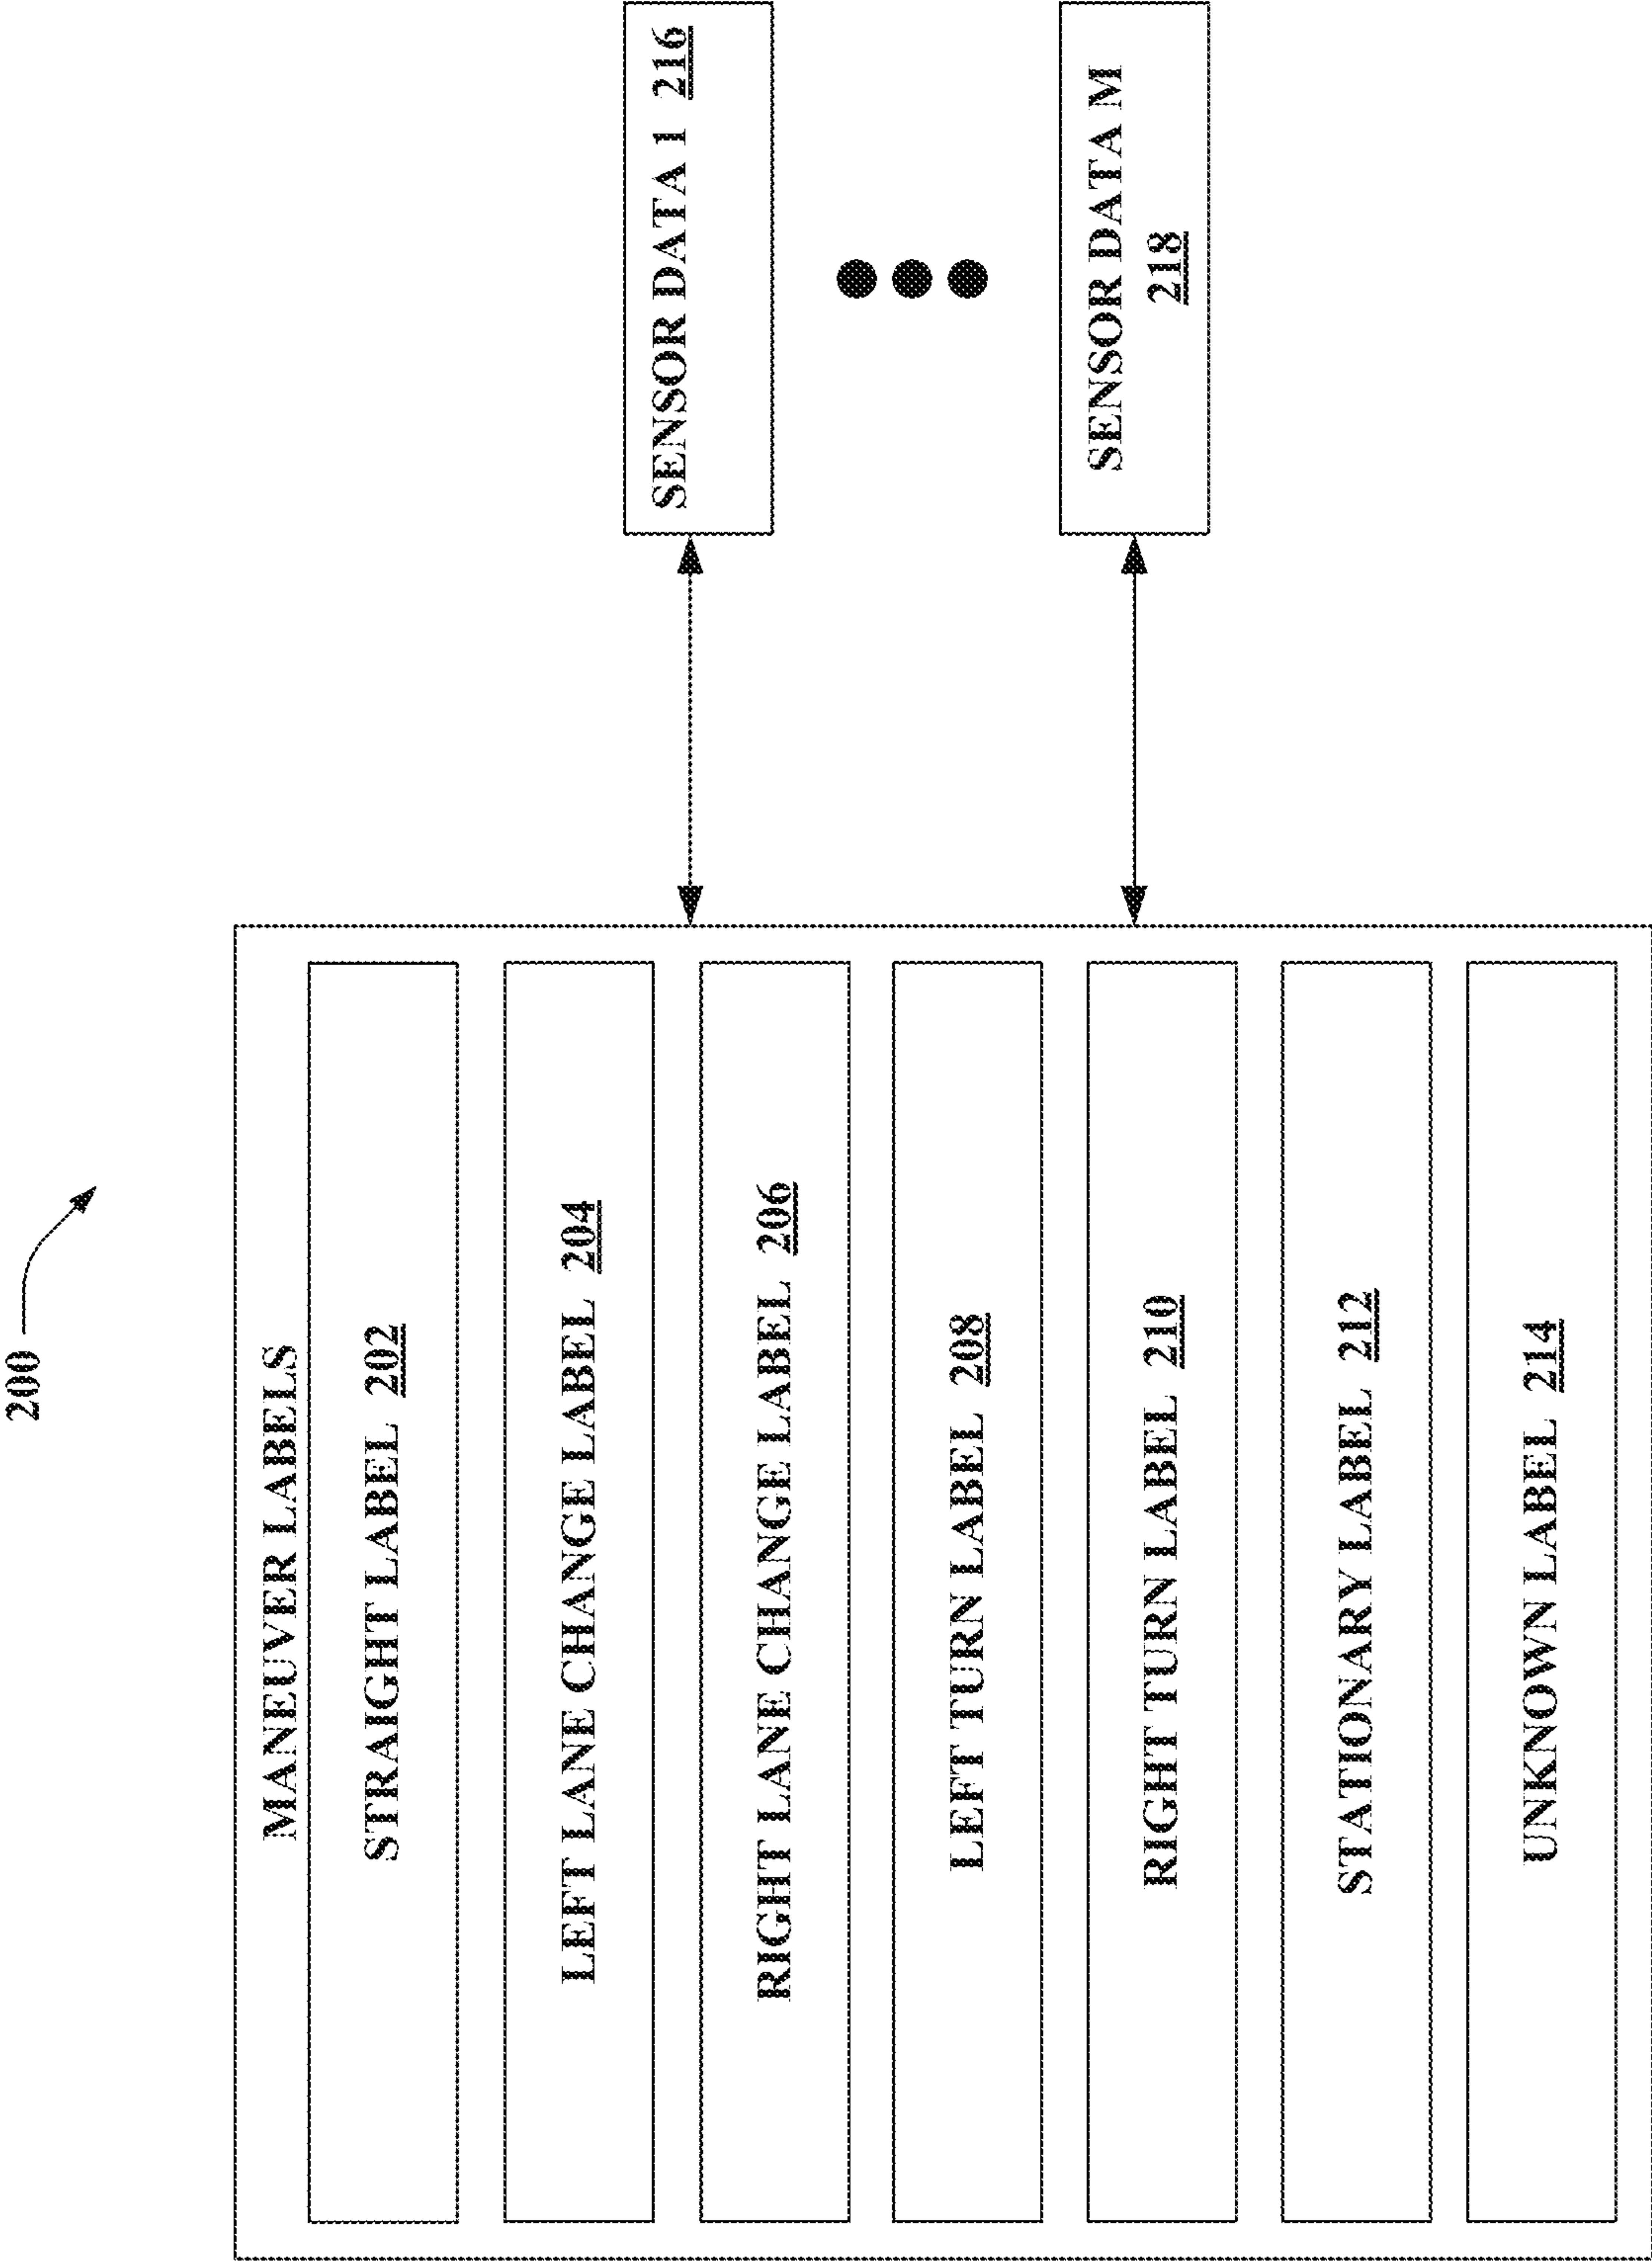 200
MANEUVER LABELS
STRAIGHT LABEL 202
LEFT LANE CHANGE LABEL 204
RIGHT LANE CHANGE LABEL 206
LEFT TURN LABEL 208
RIGHT TURN LABEL 210
STATIONARY LABEL 212
UNKNOWN LABEL 214
SENSOR DATA 1 216
SENSOR DATA M
218